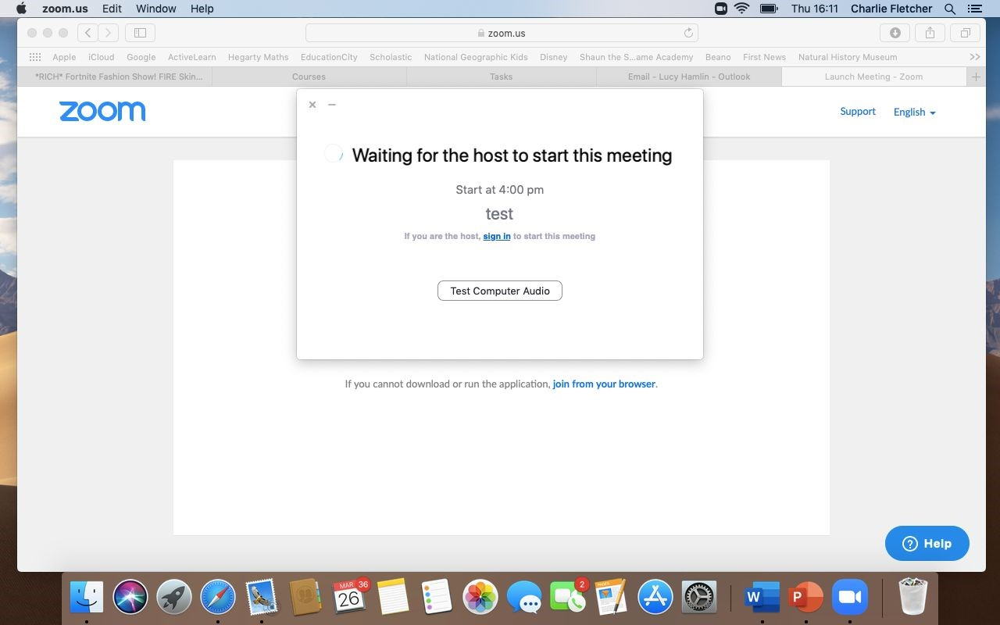 zoom.us Edit Window Help Thu 16:11 Charlie Fletcher
zoom.us
Apple iCloud Google ActiveLearn Hegarty Maths EducationCity Scholastic National Geographic Kids Disney Shaun the S...ame Academy Beano First News Natural History Museum >>
*RICH* Fortnite Fashion Show! FIRE Skin... Courses Tasks Email - Lucy Hamlin - Outlook Launch Meeting - Zoom +
zoom Support English
Waiting for the host to start this meeting
Start at 4:00 pm
test
If you are the host, sign in to start this meeting
Test Computer Audio
If you cannot download or run the application, join from your browser.
? Help
MAR 36 2
26 PAGES W P